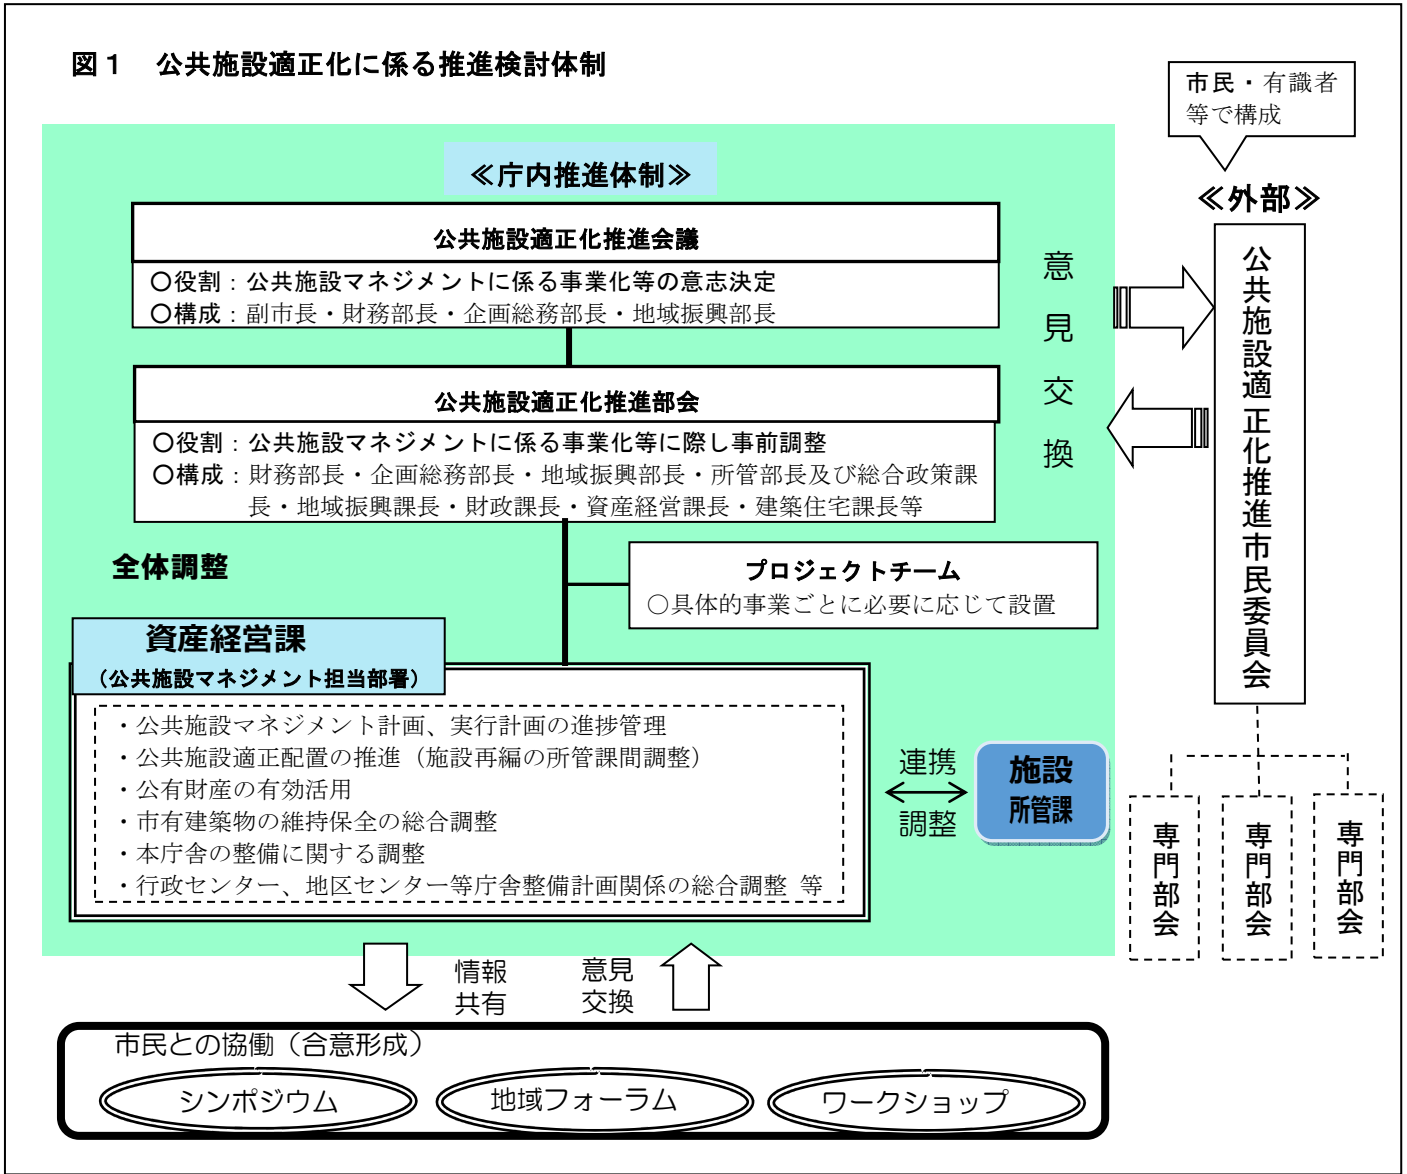 図1 公共施設適正化に係る推進検討体制
市民・有識者
等で構成
≪庁内推進体制≫
≪外部≫
公共施設適正化推進会議
○役割：公共施設マネジメントに係る事業化等の意志決定
○構成：副市長・財務部長・企画総務部長・地域振興部長
意見交換
公共施設適正化推進市民委員会
公共施設適正化推進部会
○役割：公共施設マネジメントに係る事業化等に際し事前調整
○構成：財務部長・企画総務部長・地域振興部長・所管部長及び総合政策課
長・地域振興課長・財政課長・資産経営課長・建築住宅課長等
全体調整
プロジェクトチーム
○具体的事業ごとに必要に応じて設置
資産経営課
（公共施設マネジメント担当部署）
・公共施設マネジメント計画、実行計画の進捗管理
・公共施設適正配置の推進（施設再編の所管課間調整）
・公有財産の有効活用
・市有建築物の維持保全の総合調整
・本庁舎の整備に関する調整
・行政センター、地区センター等庁舎整備計画関係の総合調整 等
連携
調整
施設
所管課
専門部会
専門部会
専門部会
情報
共有
意見
交換
市民との協働（合意形成）
シンポジウム
地域フォーラム
ワークショップ